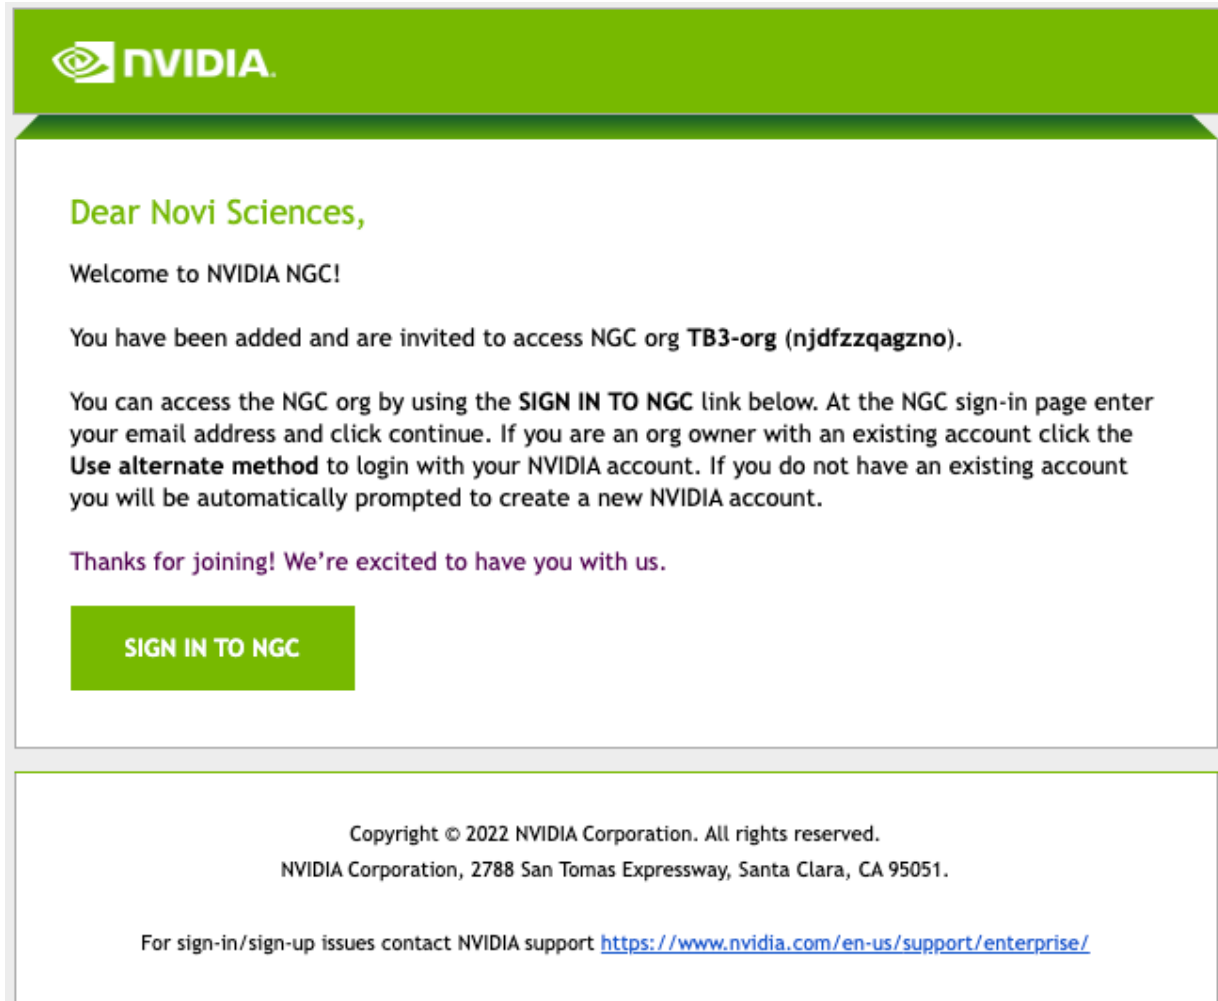 NVIDIA.
Dear Novi Sciences,
Welcome to NVIDIA NGC!
You have been added and are invited to access NGC org TB3-org (njdfzzqagzno).
You can access the NGC org by using the SIGN IN TO NGC link below. At the NGC sign-in page enter
your email address and click continue. If you are an org owner with an existing account click the
Use alternate method to login with your NVIDIA account. If you do not have an existing account
you will be automatically prompted to create a new NVIDIA account.
Thanks for joining! We’re excited to have you with us.
SIGN IN TO NGC
Copyright © 2022 NVIDIA Corporation. All rights reserved.
NVIDIA Corporation, 2788 San Tomas Expressway, Santa Clara, CA 95051.
For sign-in/sign-up issues contact NVIDIA support https://www.nvidia.com/en-us/support/enterprise/